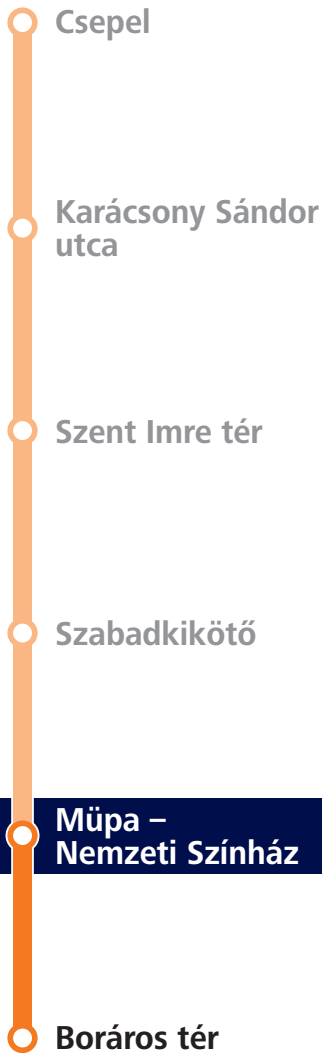 Csepel
Karácsony Sándor
utca
Szent Imre tér
Szabadkikötő
Müpa –
Nemzeti Színház
Boráros tér